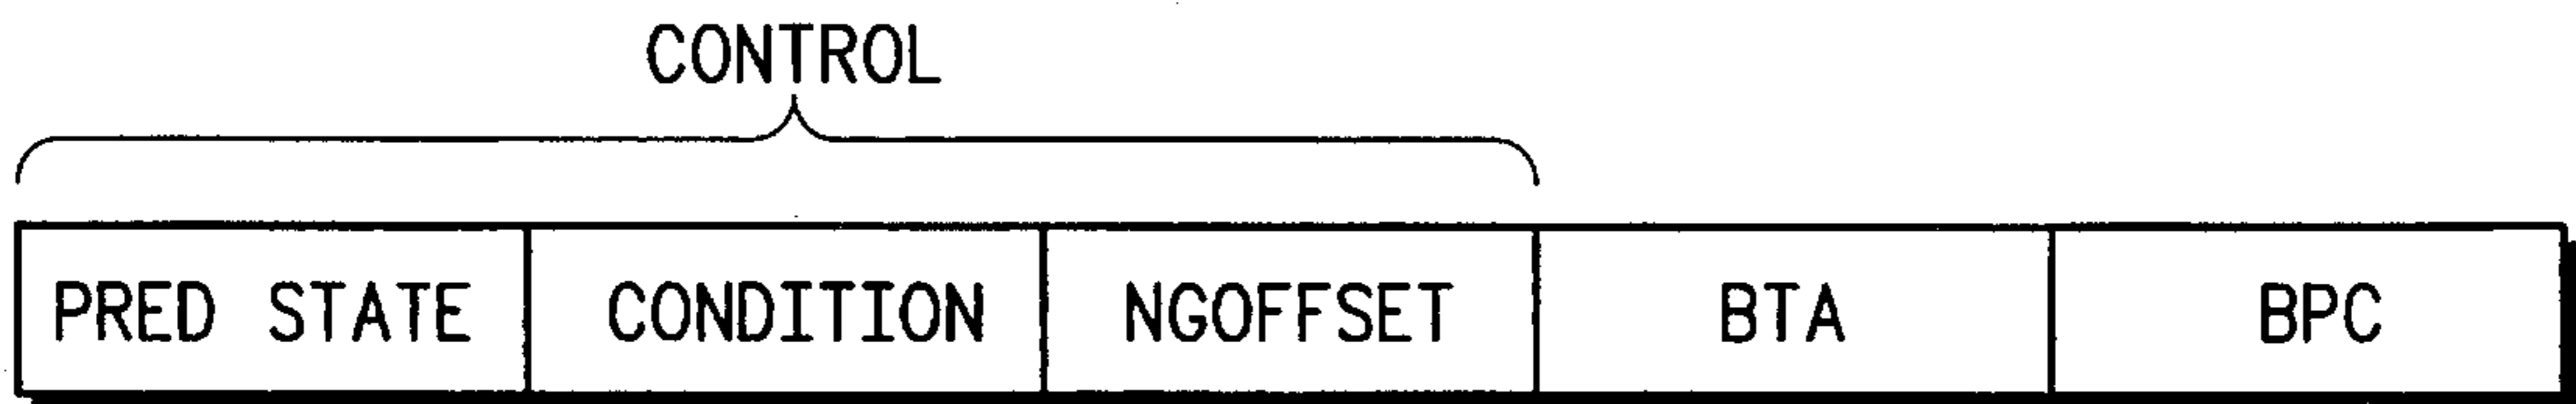 CONTROL
PRED STATE CONDITION NGOFFSET BTA BPC